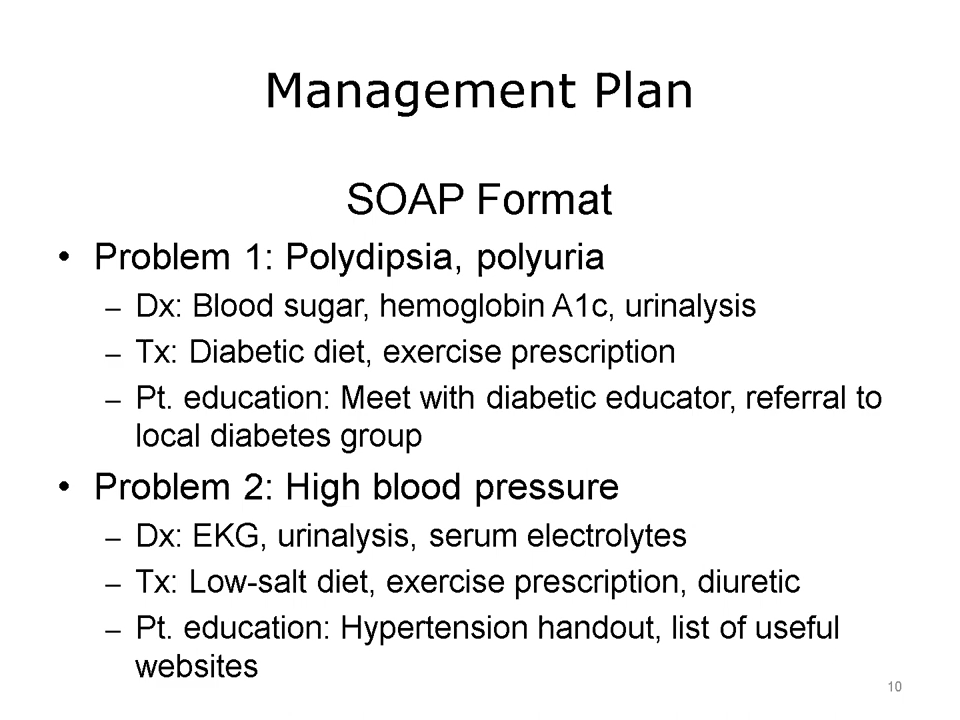 Management Plan
SOAP Format
• Problem 1: Polydipsia, polyuria
– Dx: Blood sugar, hemoglobin A1c, urinalysis
– Tx: Diabetic diet, exercise prescription
– Pt. education: Meet with diabetic educator, referral to
local diabetes group
• Problem 2: High blood pressure
– Dx: EKG, urinalysis, serum electrolytes
– Tx: Low-salt diet, exercise prescription, diuretic
– Pt. education: Hypertension handout, list of useful
websites
10